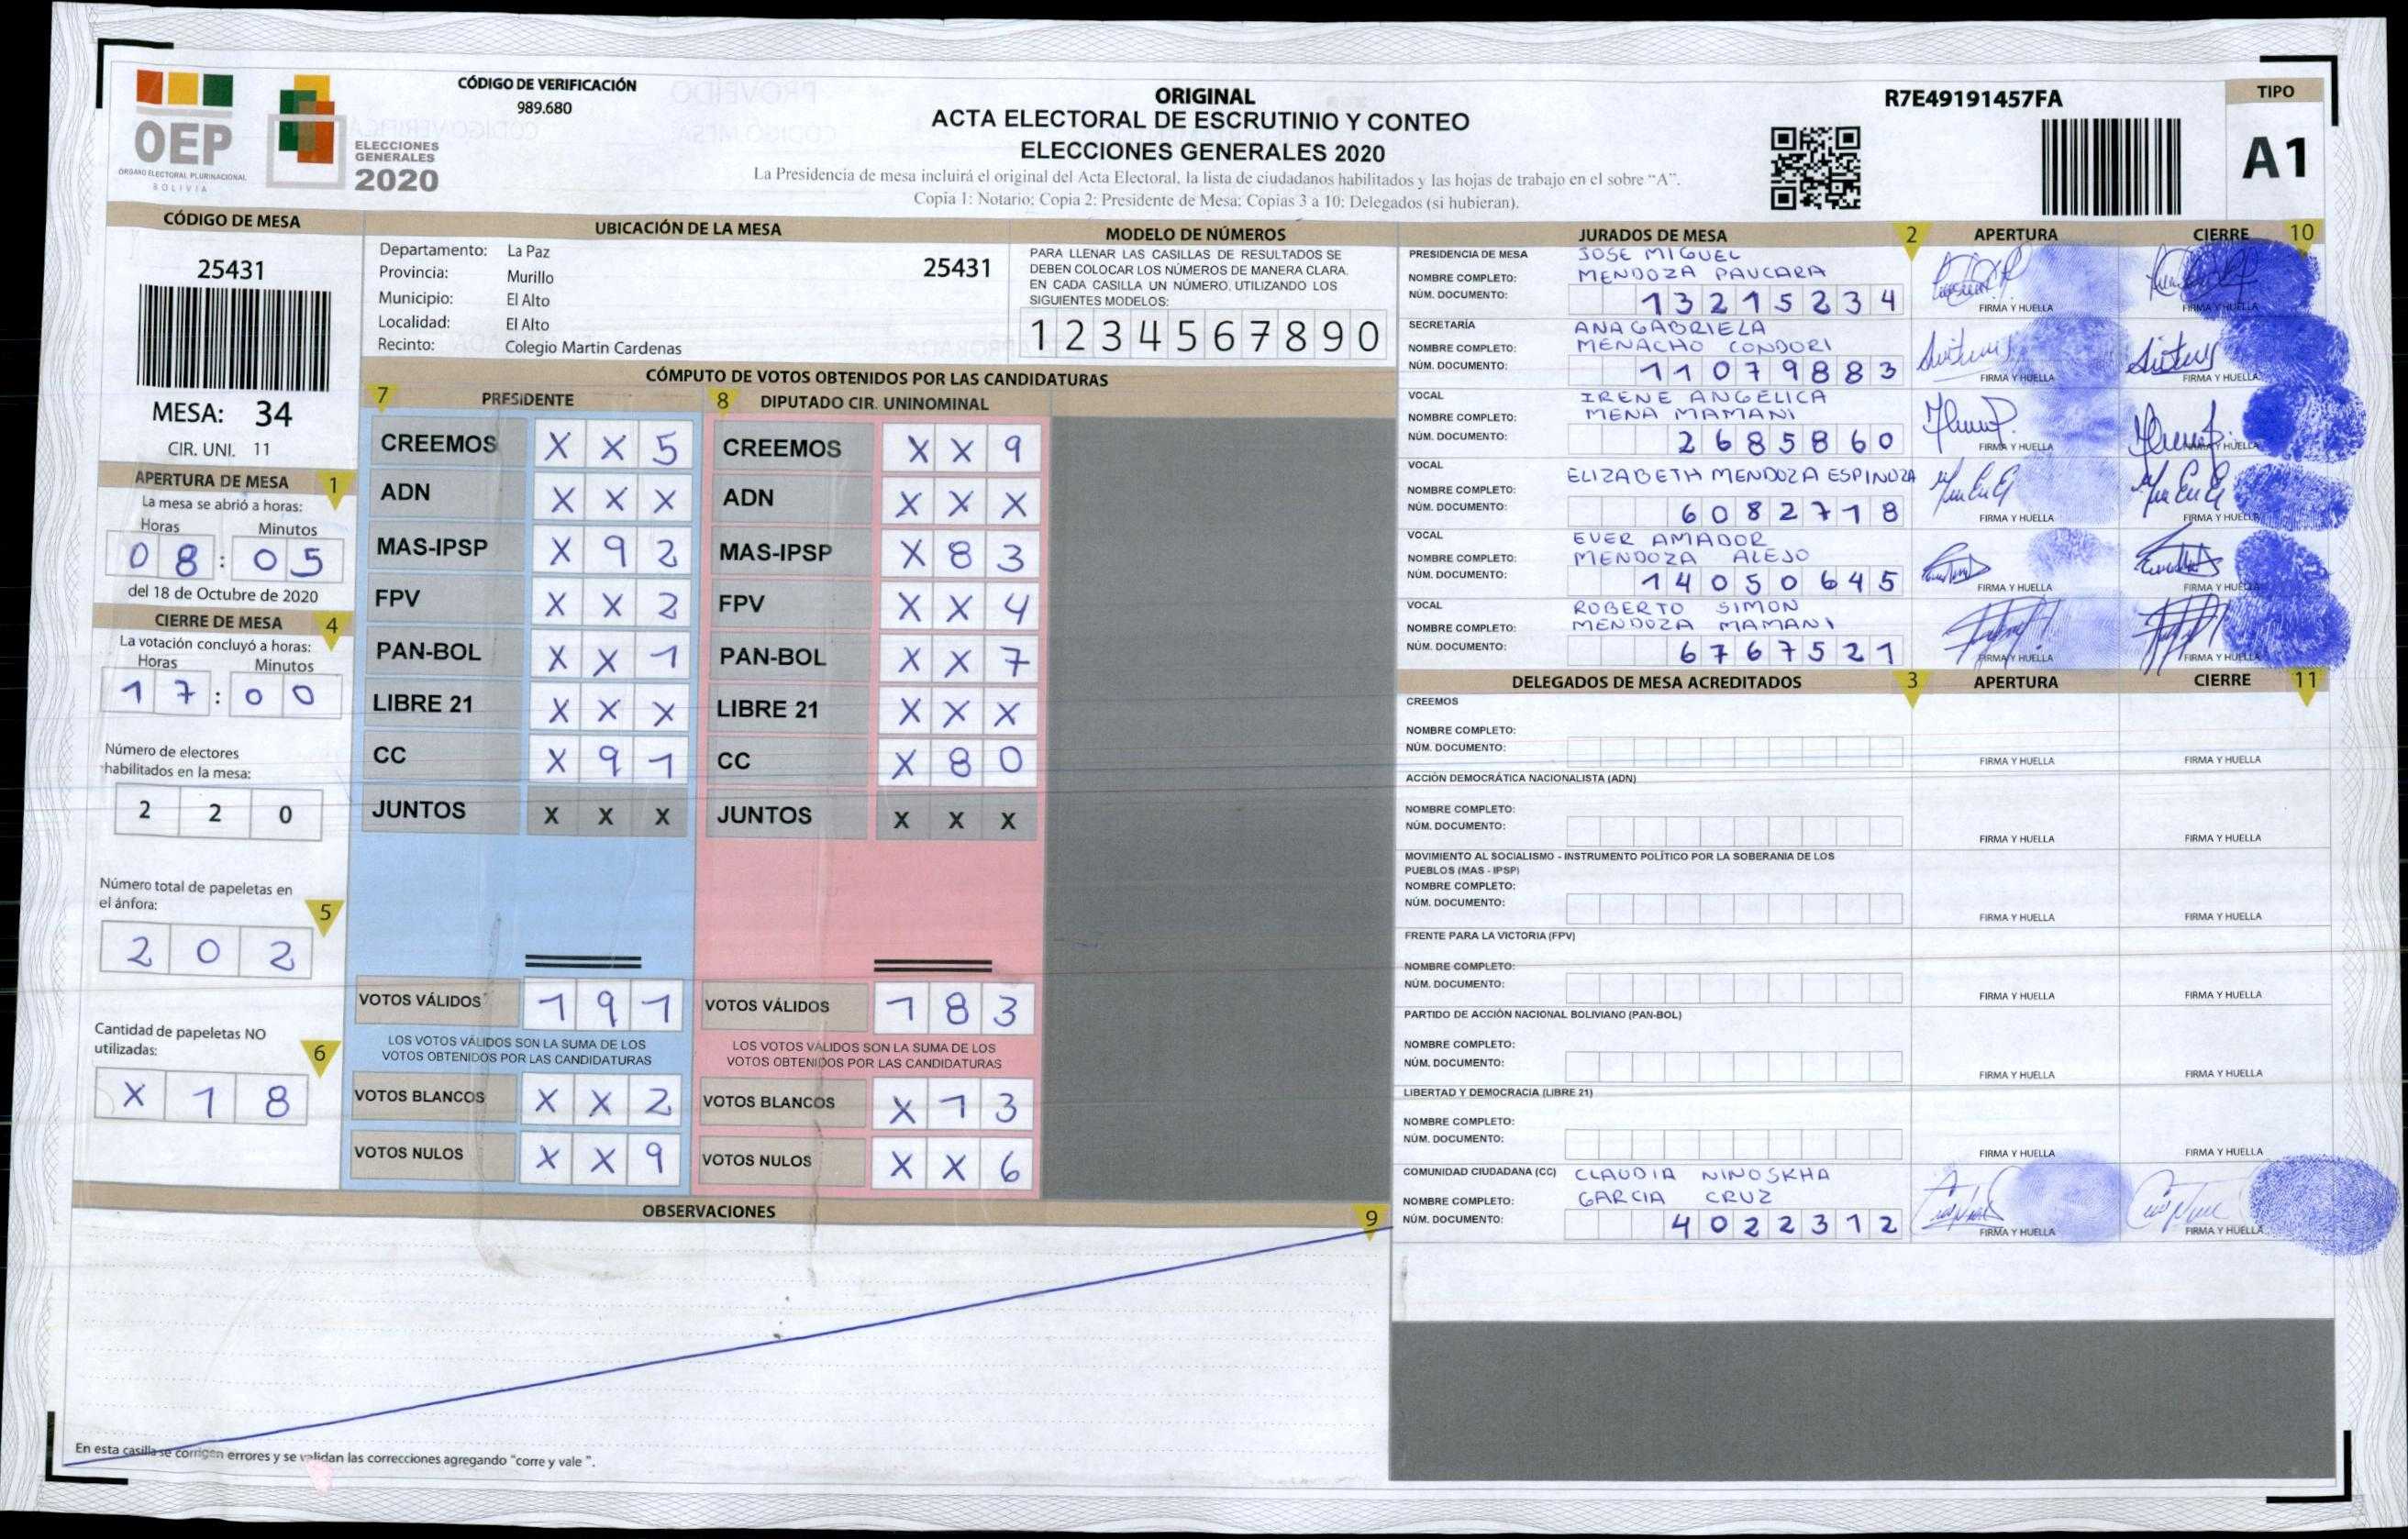 OEP
ÓRGANO ELECTORAL PLURINACIONAL
BOLIVIA
ELECCIONES
GENERALES
2020
CÓDIGO DE VERIFICACIÓN
989.680
ORIGINAL
ACTA ELECTORAL DE ESCRUTINIO Y CONTEO
ELECCIONES GENERALES 2020
La Presidencia de mesa incluirá el original del Acta Electoral, la lista de ciudadanos habilitados y las hojas de trabajo en el sobre "A".
Copia 1: Notario; Copia 2: Presidente de Mesa; Copias 3 a 10: Delegados (si hubieran).
R7E49191457FA
TIPO
A1
CÓDIGO DE MESA
25431
MESA: 34
CIR. UNI. 11
APERTURA DE MESA 1
La mesa se abrió a horas:
Horas Minutos
0 8 : 0 5
del 18 de Octubre de 2020
CIERRE DE MESA 4
La votación concluyó a horas:
Horas Minutos
1 7 : 0 0
Número de electores
habilitados en la mesa:
2 2 0
Número total de papeletas en
el ánfora: 5
2 0 2
Cantidad de papeletas NO
utilizadas: 6
X 1 8
UBICACIÓN DE LA MESA
Departamento: La Paz
Provincia: Murillo
Municipio: El Alto
Localidad: El Alto
Recinto: Colegio Martin Cardenas
25431
MODELO DE NÚMEROS
PARA LLENAR LAS CASILLAS DE RESULTADOS SE
DEBEN COLOCAR LOS NÚMEROS DE MANERA CLARA.
EN CADA CASILLA UN NÚMERO, UTILIZANDO LOS
SIGUIENTES MODELOS:
1 2 3 4 5 6 7 8 9 0
CÓMPUTO DE VOTOS OBTENIDOS POR LAS CANDIDATURAS
7 PRESIDENTE
CREEMOS X X 5
ADN X X X
MAS-IPSP X 9 2
FPV X X 2
PAN-BOL X X 1
LIBRE 21 X X X
CC X 9 1
JUNTOS X X X
VOTOS VÁLIDOS 1 9 1
LOS VOTOS VÁLIDOS SON LA SUMA DE LOS
VOTOS OBTENIDOS POR LAS CANDIDATURAS
VOTOS BLANCOS X X 2
VOTOS NULOS X X 9
8 DIPUTADO CIR. UNINOMINAL
CREEMOS X X 9
ADN X X X
MAS-IPSP X 8 3
FPV X X 4
PAN-BOL X X 7
LIBRE 21 X X X
CC X 8 0
JUNTOS X X X
VOTOS VÁLIDOS 1 8 3
LOS VOTOS VÁLIDOS SON LA SUMA DE LOS
VOTOS OBTENIDOS POR LAS CANDIDATURAS
VOTOS BLANCOS X 1 3
VOTOS NULOS X X 6
OBSERVACIONES 9
En esta casilla se corrigen errores y se validan las correcciones agregando "corre y vale ".
JURADOS DE MESA 2 APERTURA CIERRE 10
PRESIDENCIA DE MESA JOSE MIGUEL
NOMBRE COMPLETO: MENDOZA PAUCARA
NÚM. DOCUMENTO: 1 3 2 1 5 2 3 4 FIRMA Y HUELLA FIRMA Y HUELLA
SECRETARÍA ANA GABRIELA
NOMBRE COMPLETO: MENACHO CONDORI
NÚM. DOCUMENTO: 1 1 0 7 9 8 8 3 FIRMA Y HUELLA FIRMA Y HUELLA
VOCAL IRENE ANGÉLICA
NOMBRE COMPLETO: MENA MAMANI
NÚM. DOCUMENTO: 2 6 8 5 8 6 0 FIRMA Y HUELLA FIRMA Y HUELLA
VOCAL ELIZABETH MENDOZA ESPINOZA
NOMBRE COMPLETO:
NÚM. DOCUMENTO: 6 0 8 2 7 1 8 FIRMA Y HUELLA FIRMA Y HUELLA
VOCAL EVER AMADOR
NOMBRE COMPLETO: MENDOZA ALEJO
NÚM. DOCUMENTO: 1 4 0 5 0 6 4 5 FIRMA Y HUELLA FIRMA Y HUELLA
VOCAL ROBERTO SIMON
NOMBRE COMPLETO: MENDOZA MAMANI
NÚM. DOCUMENTO: 6 7 6 7 5 2 1 FIRMA Y HUELLA FIRMA Y HUELLA
DELEGADOS DE MESA ACREDITADOS 3 APERTURA CIERRE 11
CREEMOS
NOMBRE COMPLETO:
NÚM. DOCUMENTO: FIRMA Y HUELLA FIRMA Y HUELLA
ACCIÓN DEMOCRÁTICA NACIONALISTA (ADN)
NOMBRE COMPLETO:
NÚM. DOCUMENTO: FIRMA Y HUELLA FIRMA Y HUELLA
MOVIMIENTO AL SOCIALISMO - INSTRUMENTO POLÍTICO POR LA SOBERANIA DE LOS
PUEBLOS (MAS - IPSP)
NOMBRE COMPLETO:
NÚM. DOCUMENTO: FIRMA Y HUELLA FIRMA Y HUELLA
FRENTE PARA LA VICTORIA (FPV)
NOMBRE COMPLETO:
NÚM. DOCUMENTO: FIRMA Y HUELLA FIRMA Y HUELLA
PARTIDO DE ACCIÓN NACIONAL BOLIVIANO (PAN-BOL)
NOMBRE COMPLETO:
NÚM. DOCUMENTO: FIRMA Y HUELLA FIRMA Y HUELLA
LIBERTAD Y DEMOCRACIA (LIBRE 21)
NOMBRE COMPLETO:
NÚM. DOCUMENTO: FIRMA Y HUELLA FIRMA Y HUELLA
COMUNIDAD CIUDADANA (CC) CLAUDIA NINOSKHA
NOMBRE COMPLETO: GARCIA CRUZ
NÚM. DOCUMENTO: 4 0 2 2 3 1 2 FIRMA Y HUELLA FIRMA Y HUELLA